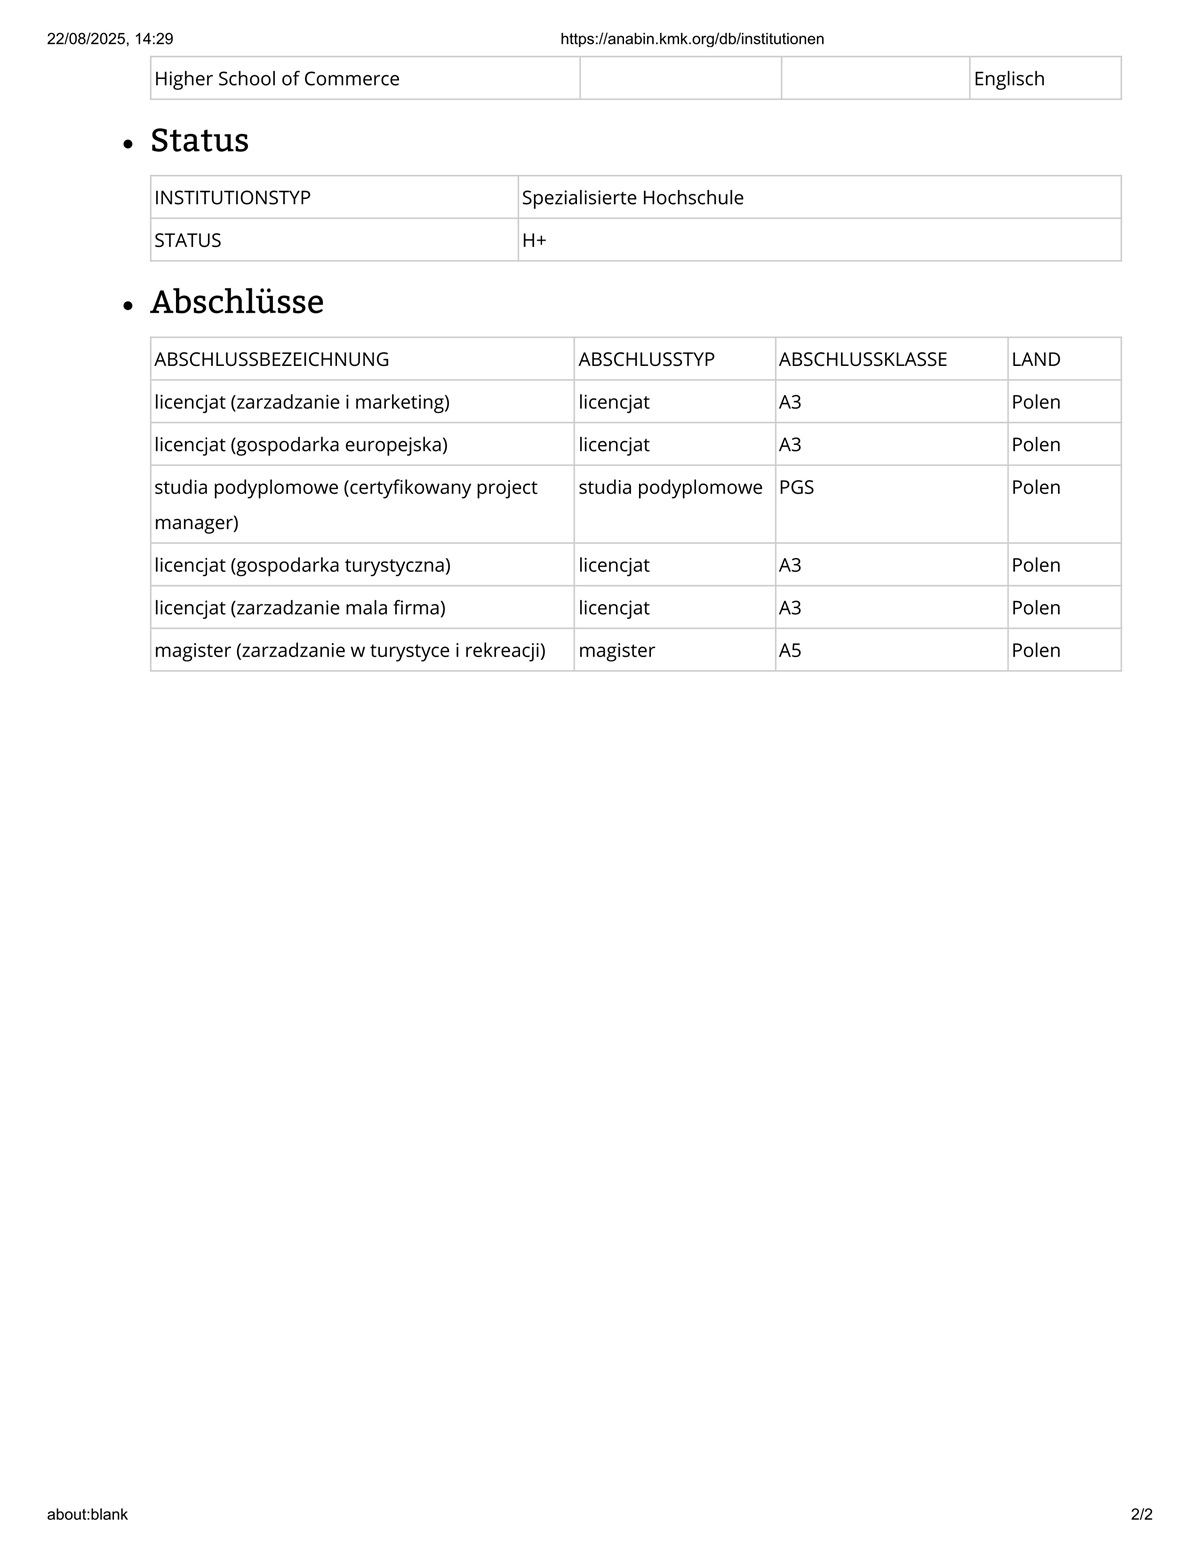 22/08/2025, 14:29 https://anabin.kmk.org/db/institutionen
Higher School of Commerce Englisch
Status
INSTITUTIONSTYP Spezialisierte Hochschule
STATUS H+
Abschlüsse
ABSCHLUSSBEZEICHNUNG ABSCHLUSSTYP ABSCHLUSSKLASSE LAND
licencjat (zarzadzanie i marketing) licencjat A3 Polen
licencjat (gospodarka europejska) licencjat A3 Polen
studia podyplomowe (certyfikowany project studia podyplomowe PGS Polen
manager)
licencjat (gospodarka turystyczna) licencjat A3 Polen
licencjat (zarzadzanie mala firma) licencjat A3 Polen
magister (zarzadzanie w turystyce i rekreacji) magister A5 Polen
about:blank 2/2